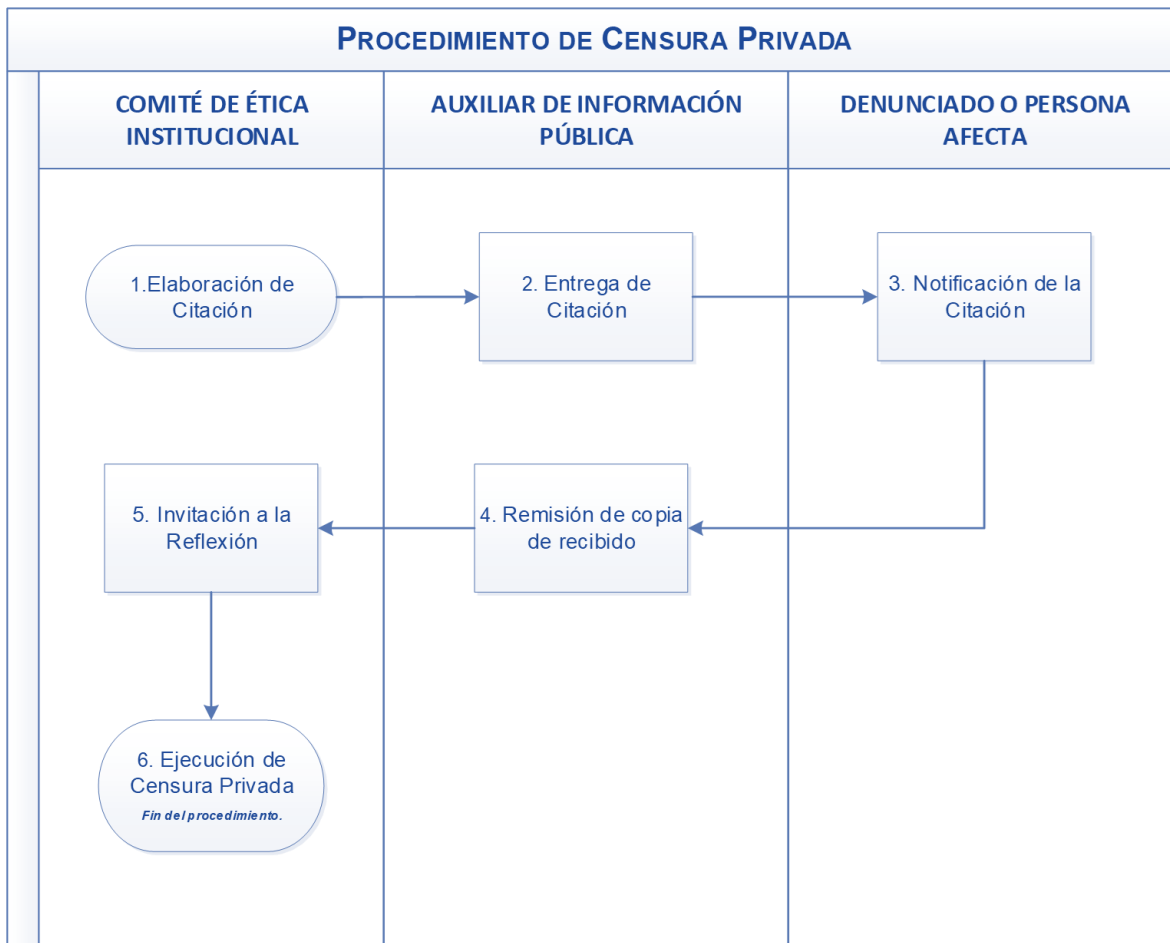 PROCEDIMIENTO DE CENSURA PRIVADA
COMITÉ DE ÉTICA
INSTITUCIONAL
AUXILIAR DE INFORMACIÓN
PÚBLICA
DENUNCIADO O PERSONA
AFECTA
1.Elaboración de
Citación
2. Entrega de
Citación
3. Notificación de la
Citación
4. Remisión de copia
de recibido
5. Invitación a la
Reflexión
6. Ejecución de
Censura Privada
Fin del procedimiento.